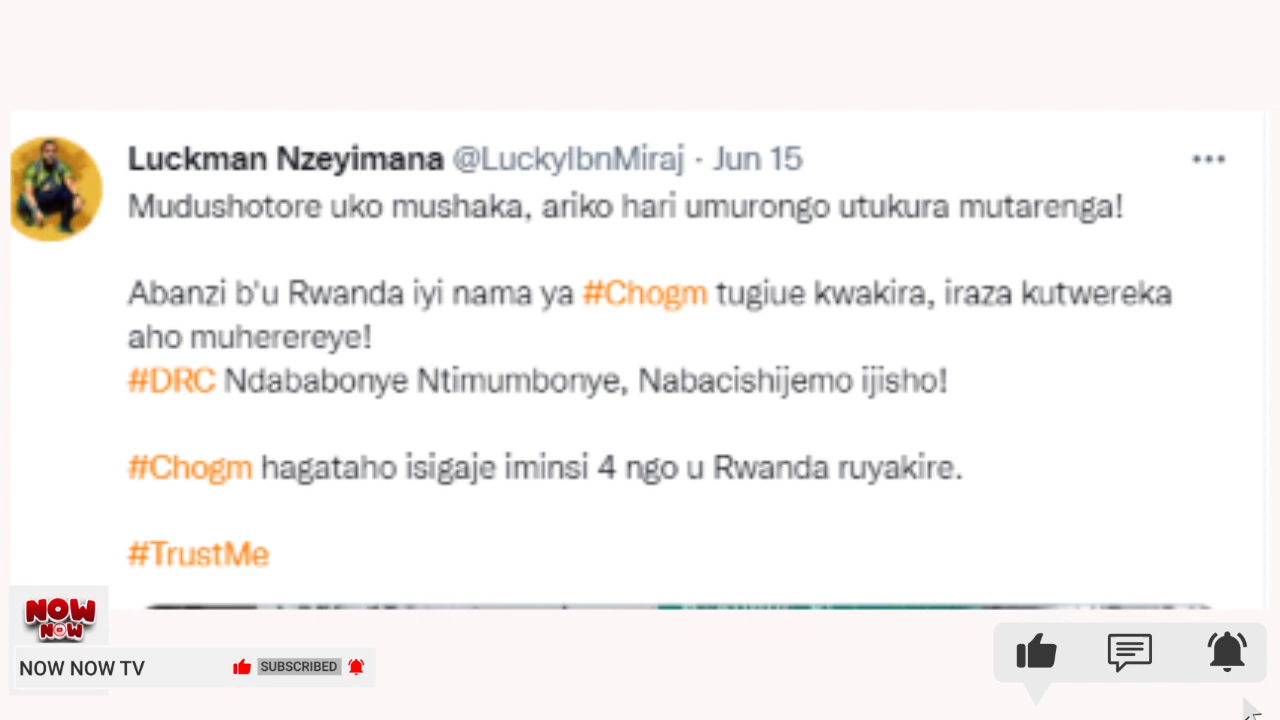 Luckman Nzeyimana @LuckyIbnMiraj · Jun 15
Mudushotore uko mushaka, ariko hari umurongo utukura mutarenga!
Abanzi b'u Rwanda iyi nama ya #Chogm tugiue kwakira, iraza kutwereka
aho muherereye!
#DRC Ndababonye Ntimumbonye, Nabacishijemo ijisho!
#Chogm hagataho isigaje iminsi 4 ngo u Rwanda ruyakire.
#TrustMe
NOW
NOW
NOW NOW TV
SUBSCRIBED